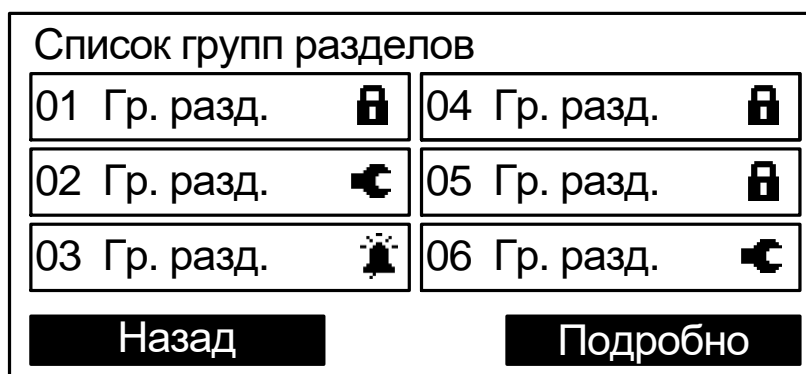 Список групп разделов
01 Гр. разд.
04 Гр. разд.
02 Гр. разд.
05 Гр. разд.
03 Гр. разд.
06 Гр. разд.
Назад
Подробно